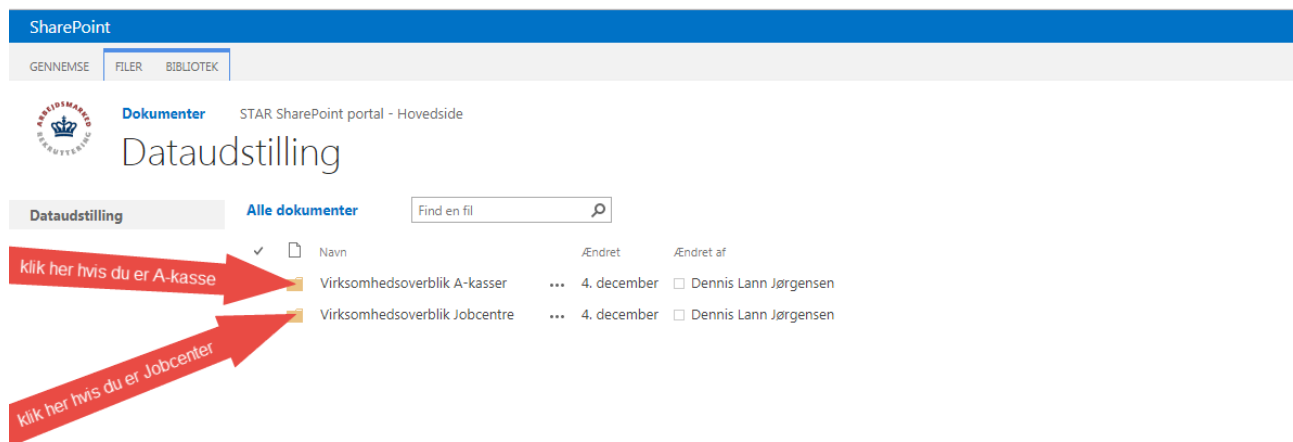 SharePoint
GENNEMSE FILER BIBLIOTEK
ARBEJDSMARKED
REKRUTTERING
Dokumenter STAR SharePoint portal - Hovedside
Dataudstilling
Dataudstilling
Alle dokumenter Find en fil
Navn Ændret Ændret af
klik her hvis du er A-kasse
Virksomhedsoverblik A-kasser ... 4. december Dennis Lann Jørgensen
Virksomhedsoverblik Jobcentre ... 4. december Dennis Lann Jørgensen
klik her hvis du er Jobcenter